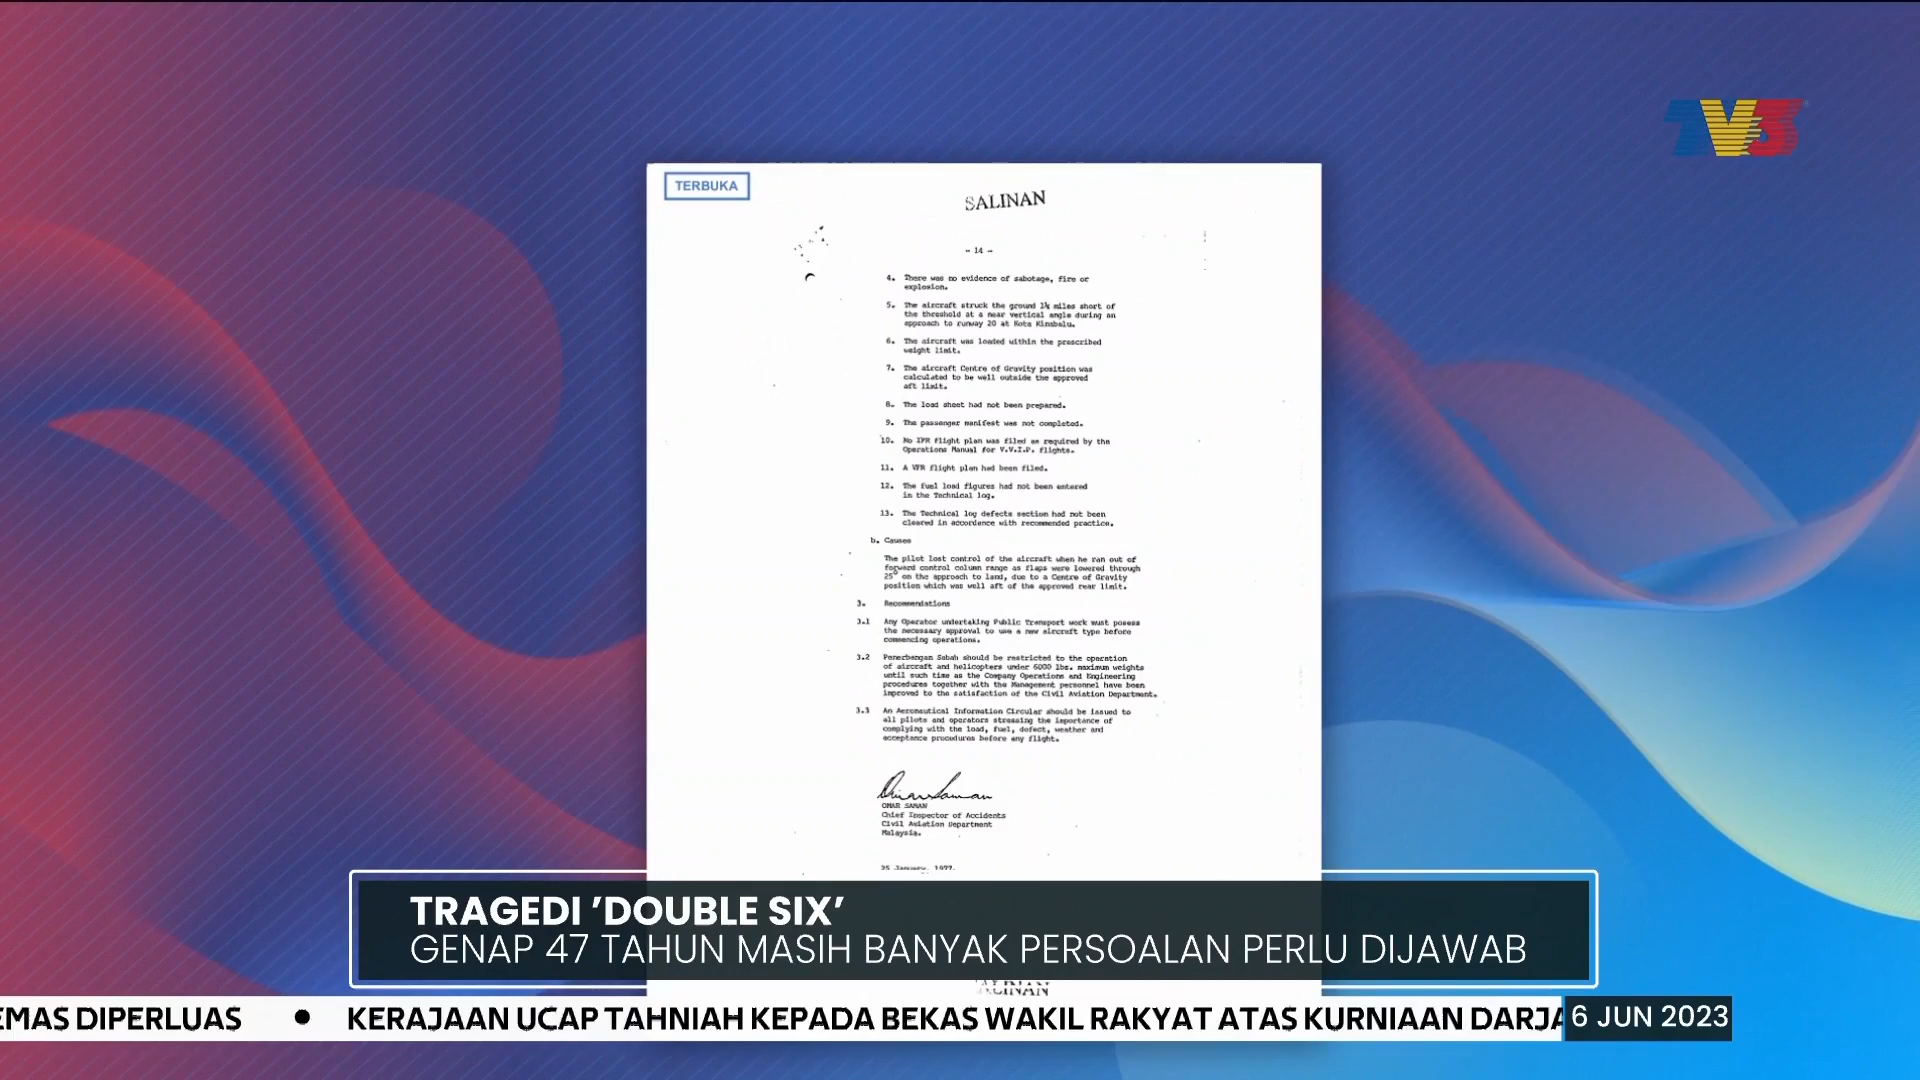 TV3
TERBUKA
SALINAN
- 14 -
4. There was no evidence of sabotage, fire or
explosion.
5. The aircraft struck the ground 1¼ miles short of
the threshold at a near vertical angle during an
approach to runway 20 at Kota Kinabalu.
6. The aircraft was loaded within the prescribed
weight limit.
7. The aircraft Centre of Gravity position was
calculated to be well outside the approved
aft limit.
8. The load sheet had not been prepared.
9. The passenger manifest was not completed.
10. No IFR flight plan was filed as required by the
Operations Manual for V.V.I.P. flights.
11. A VFR flight plan had been filed.
12. The fuel load figures had not been entered
in the Technical log.
13. The Technical log defects section had not been
cleared in accordance with recommended practice.
b. Causes
The pilot lost control of the aircraft when he ran out of
forward control column range as flaps were lowered through
25° on the approach to land, due to a Centre of Gravity
position which was well aft of the approved rear limit.
3. Recommendations
3.1 Any Operator undertaking Public Transport work must posess
the necessary approval to use a new aircraft type before
commencing operations.
3.2 Penerbangan Sabah should be restricted to the operation
of aircraft and helicopters under 6000 lbs. maximum weights
until such time as the Company Operations and Engineering
procedures together with the Management personnel have been
improved to the satisfaction of the Civil Aviation Department.
3.3 An Aeronautical Information Circular should be issued to
all pilots and operators stressing the importance of
complying with the load, fuel, defect, weather and
acceptance procedures before any flight.
Omar Saman
OMAR SAMAN
Chief Inspector of Accidents
Civil Aviation Department
Malaysia.
25 January, 1977.
TRAGEDI 'DOUBLE SIX'
GENAP 47 TAHUN MASIH BANYAK PERSOALAN PERLU DIJAWAB
SALINAN
EMAS DIPERLUAS • KERAJAAN UCAP TAHNIAH KEPADA BEKAS WAKIL RAKYAT ATAS KURNIAAN DARJA
6 JUN 2023